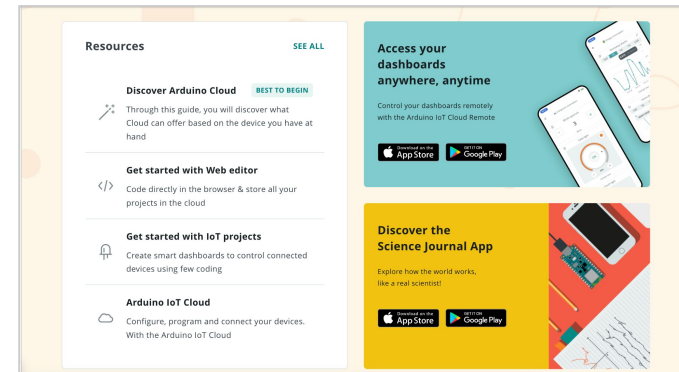 Resources
SEE ALL
Discover Arduino Cloud
BEST TO BEGIN
Through this guide, you will discover what
Cloud can offer based on the device you have at
hand
Get started with Web editor
Code directly in the browser & store all your
projects in the cloud
Get started with IoT projects
Create smart dashboards to control connected
devices using few coding
Arduino IoT Cloud
Configure, program and connect your devices.
With the Arduino IoT Cloud
Access your
dashboards
anywhere, anytime
Control your dashboards remotely
with the Arduino IoT Cloud Remote
Download on the
App Store
GET IT ON
Google Play
Discover the
Science Journal App
Explore how the world works,
like a real scientist!
Download on the
App Store
GET IT ON
Google Play